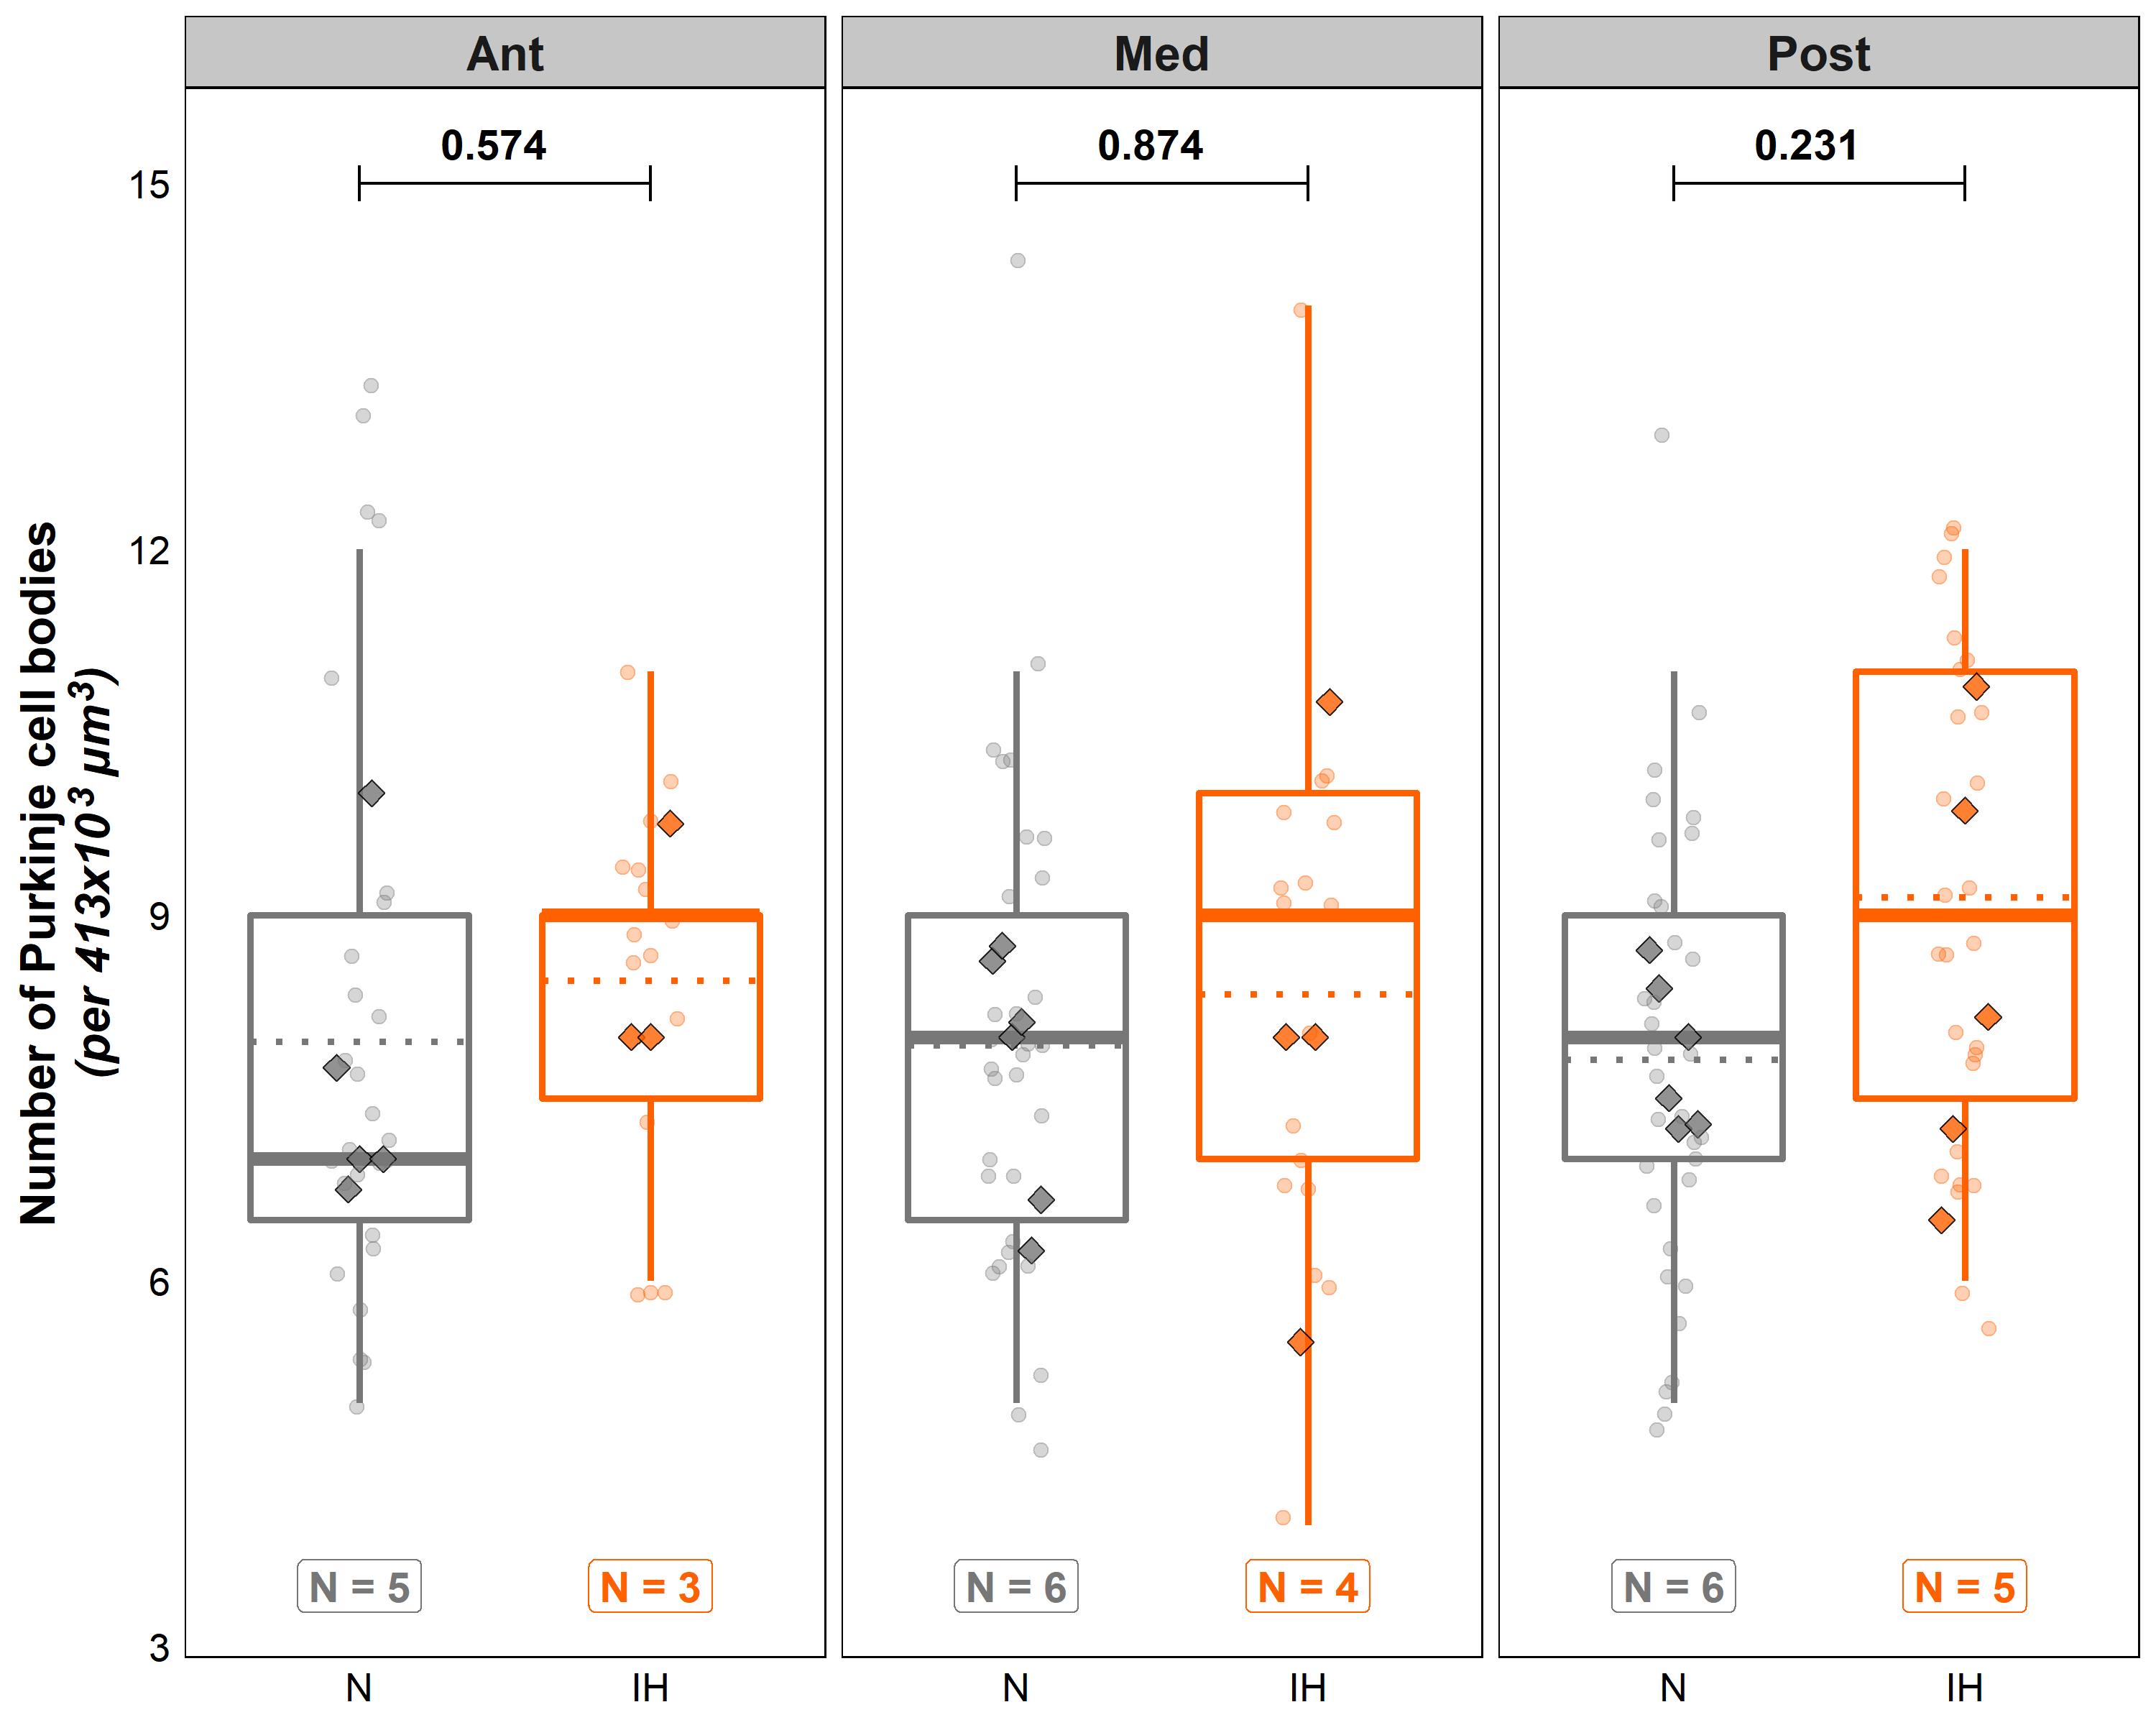 Ant
Med
Post
0.574
0.874
0.231
15
12
9
6
3
Number of Purkinje cell bodies
(per 413x10³ µm³)
N = 5
N = 3
N = 6
N = 4
N = 6
N = 5
N
IH
N
IH
N
IH